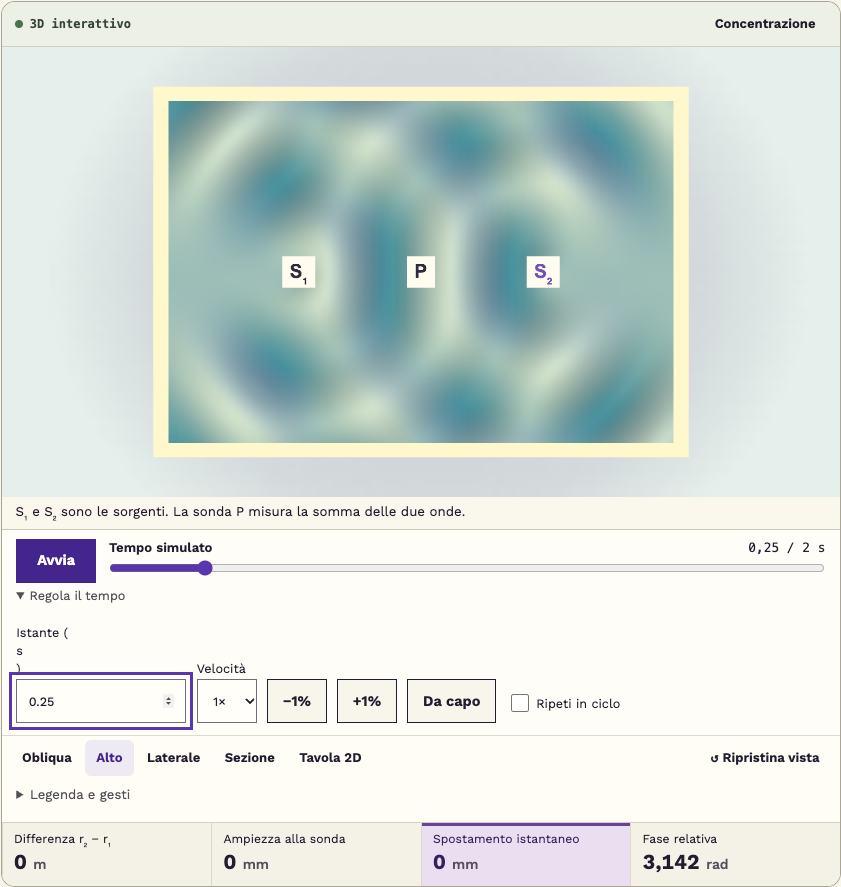 3D interattivo
Concentrazione
S₁ P S₂
S₁ e S₂ sono le sorgenti. La sonda P misura la somma delle due onde.
Avvia
Tempo simulato
0,25 / 2 s
▼ Regola il tempo
Istante (
s
)
Velocità
0.25
1×
−1%
+1%
Da capo
Ripeti in ciclo
Obliqua
Alto
Laterale
Sezione
Tavola 2D
↺ Ripristina vista
▶ Legenda e gesti
Differenza r₂ − r₁
0 m
Ampiezza alla sonda
0 mm
Spostamento istantaneo
0 mm
Fase relativa
3,142 rad